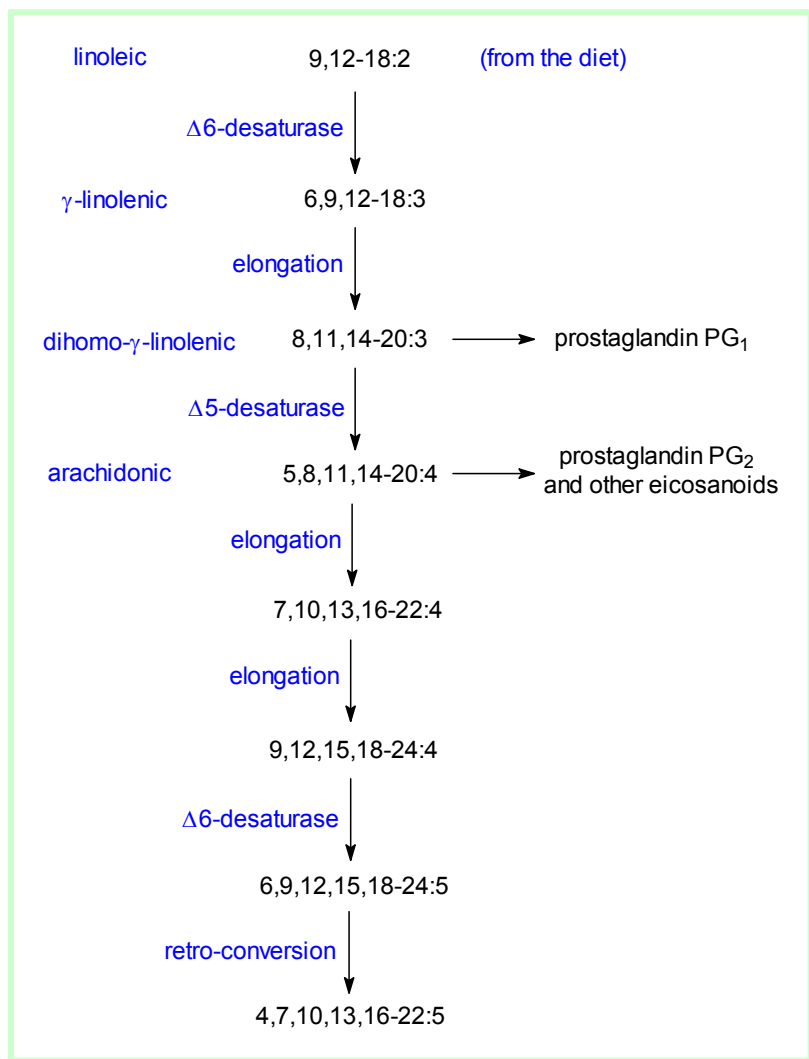 linoleic 9,12-18:2 (from the diet)
Δ6-desaturase
γ-linolenic 6,9,12-18:3
elongation
dihomo-γ-linolenic 8,11,14-20:3 prostaglandin PG₁
Δ5-desaturase
arachidonic 5,8,11,14-20:4 prostaglandin PG₂
and other eicosanoids
elongation
7,10,13,16-22:4
elongation
9,12,15,18-24:4
Δ6-desaturase
6,9,12,15,18-24:5
retro-conversion
4,7,10,13,16-22:5